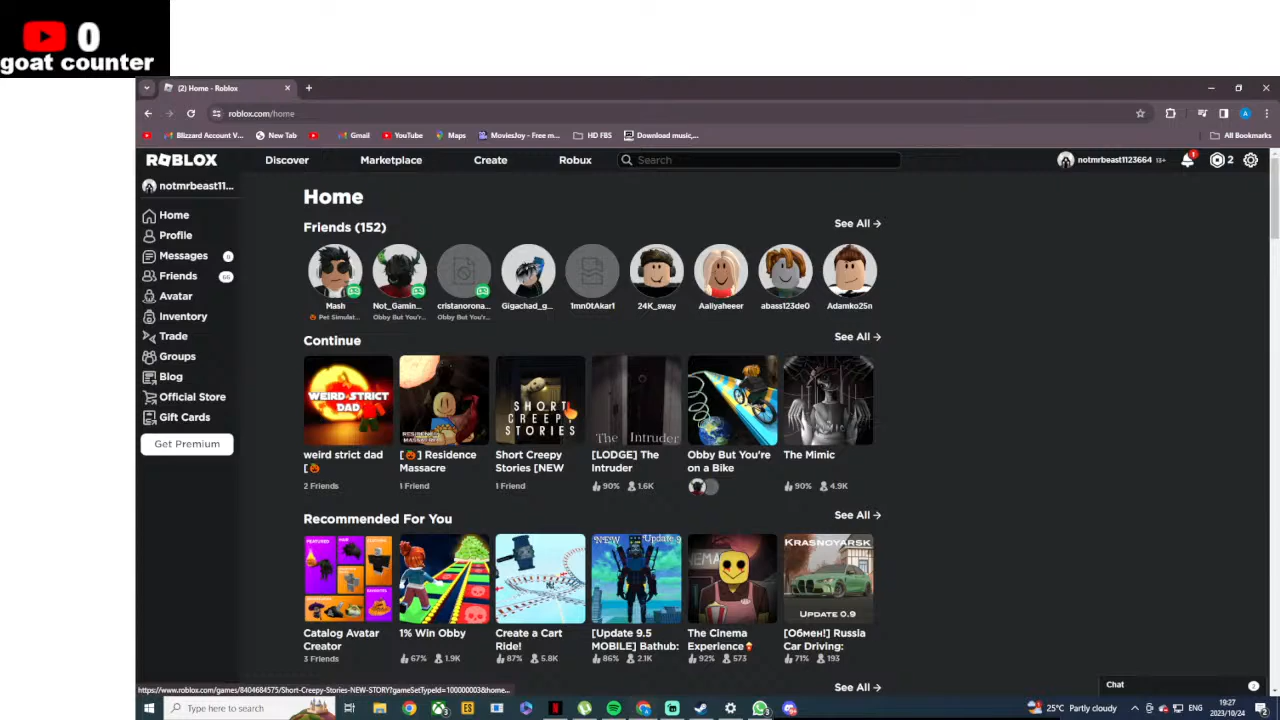 0
goat counter
(2) Home - Roblox
roblox.com/home
Blizzard Account V...
New Tab
Gmail
YouTube
Maps
MoviesJoy - Free m...
HD FBS
Download music,...
All Bookmarks
ROBLOX
Discover
Marketplace
Create
Robux
Search
notmrbeast1123664
13+
1
2
notmrbeast11...
Home
Profile
Messages
Friends
66
Avatar
Inventory
Trade
Groups
Blog
Official Store
Gift Cards
Get Premium
Home
Friends (152)
See All →
Mash
Not_Gamin...
cristanorona...
Gigachad_g...
1mn0tAkar1
24K_sway
Aaliyaheeer
abass123de0
Adamko25n
Pet Simulat...
Obby But You'r...
Obby But You'r...
Continue
See All →
WEIRD STRICT
DAD
RESIDENCE
MASSACRE
SHORT
CREEPY
STORIES
The Intruder
weird strict dad
[🎃
[🎃] Residence
Massacre
Short Creepy
Stories [NEW
[LODGE] The
Intruder
Obby But You're
on a Bike
The Mimic
2 Friends
1 Friend
1 Friend
90% 1.6K
90% 4.9K
Recommended For You
See All →
FEATURED
NEW
Update 9
KRASNOYARSK
UPDATE 0.9
Catalog Avatar
Creator
1% Win Obby
Create a Cart
Ride!
[Update 9.5
MOBILE] Bathub:
The Cinema
Experience🍿
[Обмен!] Russia
Car Driving:
3 Friends
67% 1.9K
87% 5.8K
86% 2.1K
92% 573
71% 193
See All →
Chat
https://www.roblox.com/games/8404684575/Short-Creepy-Stories-NEW-STORY?gameSetTypeId=100000003&home...
Type here to search
25°C Partly cloudy
ENG
19:27
2023/10/24